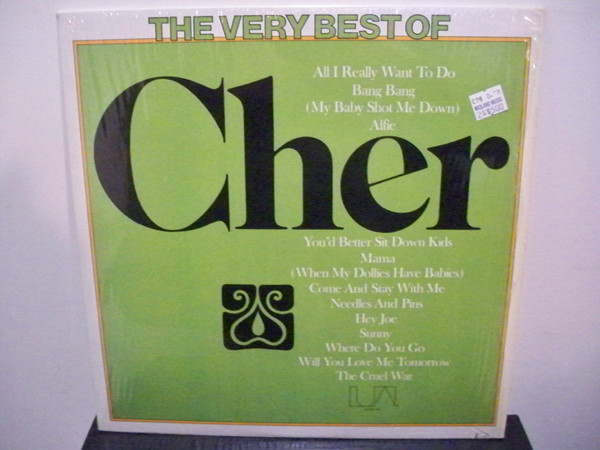 THE VERY BEST OF
Cher
All I Really Want To Do
Bang Bang
(My Baby Shot Me Down)
Alfie
You'd Better Sit Down Kids
Mama
(When My Dollies Have Babies)
Come And Stay With Me
Needles And Pins
Hey Joe
Sunny
Where Do You Go
Will You Love Me Tomorrow
The Cruel War
UA